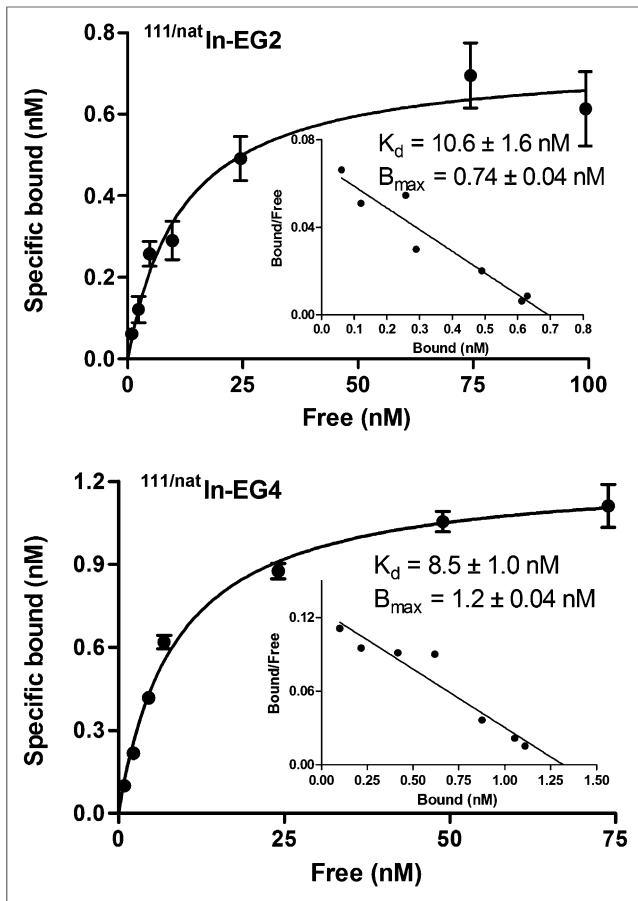 111/natIn-EG2
Specific bound (nM)
0.8
0.6
0.4
0.2
0.0
0 25 50 75 100
Free (nM)
Kd = 10.6 ± 1.6 nM
Bmax = 0.74 ± 0.04 nM
Bound/Free
0.08
0.04
0.00
0.0 0.1 0.2 0.3 0.4 0.5 0.6 0.7 0.8
Bound (nM)
111/natIn-EG4
Specific bound (nM)
1.2
0.9
0.6
0.3
0.0
0 25 50 75
Free (nM)
Kd = 8.5 ± 1.0 nM
Bmax = 1.2 ± 0.04 nM
Bound/Free
0.12
0.06
0.00
0.00 0.25 0.50 0.75 1.00 1.25 1.50
Bound (nM)